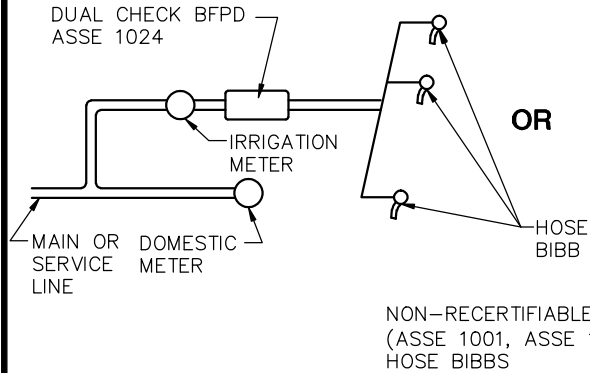 DUAL CHECK BFPD
ASSE 1024
OR
IRRIGATION
METER
MAIN OR
SERVICE
LINE
DOMESTIC
METER
HOSE
BIBB
NON-RECERTIFIABLE
(ASSE 1001, ASSE
HOSE BIBBS